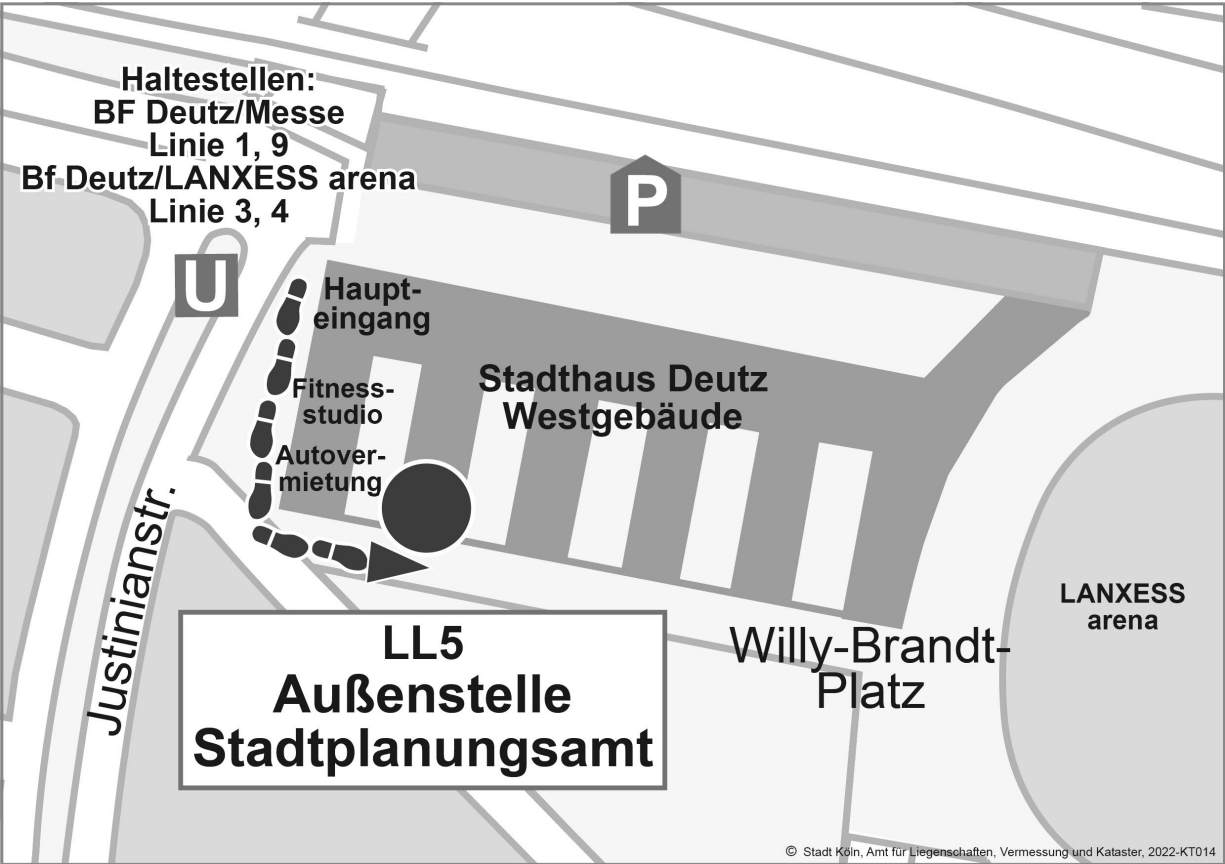 Haltestellen:
BF Deutz/Messe
Linie 1, 9
Bf Deutz/LANXESS arena
Linie 3, 4
P
U
Haupt-
eingang
Fitness-
studio
Autover-
mietung
Stadthaus Deutz
Westgebäude
Justinianstr.
LANXESS
arena
Willy-Brandt-
Platz
LL5
Außenstelle
Stadtplanungsamt
© Stadt Köln, Amt für Liegenschaften, Vermessung und Kataster, 2022-KT014